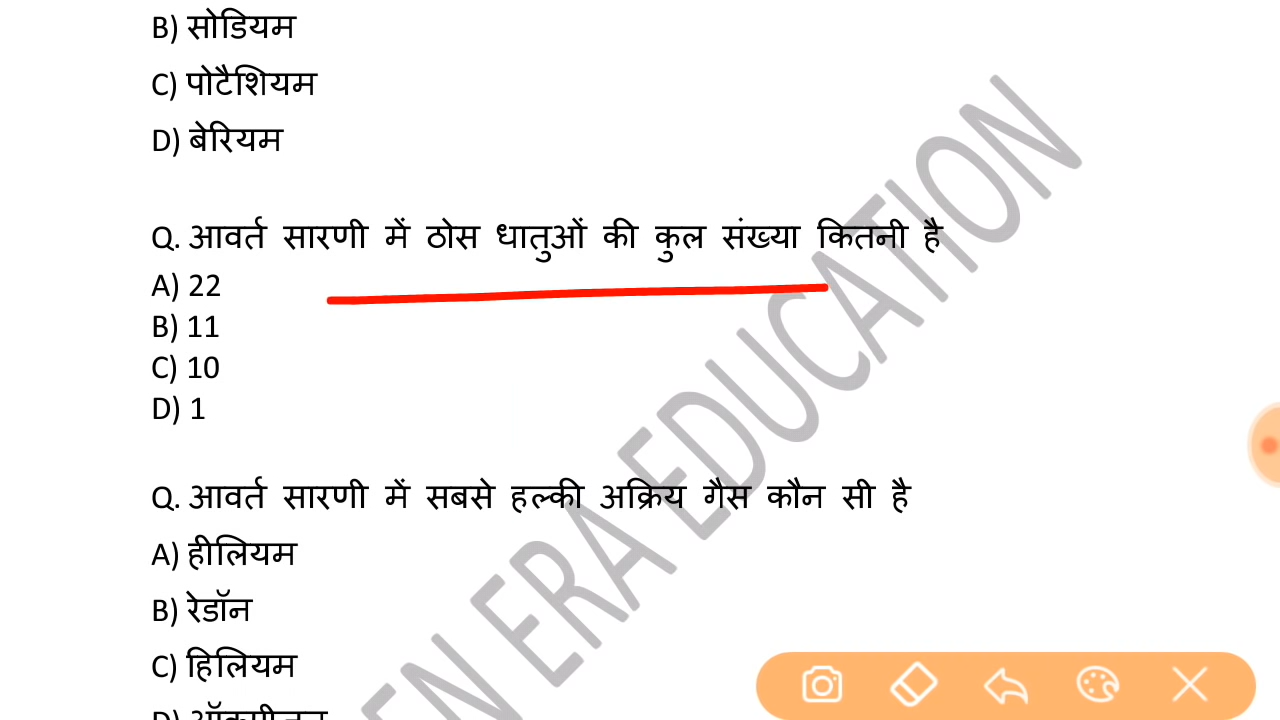 B) सोडियम
C) पोटैशियम
D) बेरियम
Q. आवर्त सारणी में ठोस धातुओं की कुल संख्या कितनी है
A) 22
B) 11
C) 10
D) 1
Q. आवर्त सारणी में सबसे हल्की अक्रिय गैस कौन सी है
A) हीलियम
B) रेडॉन
C) हिलियम
EN ERA EDUCATION